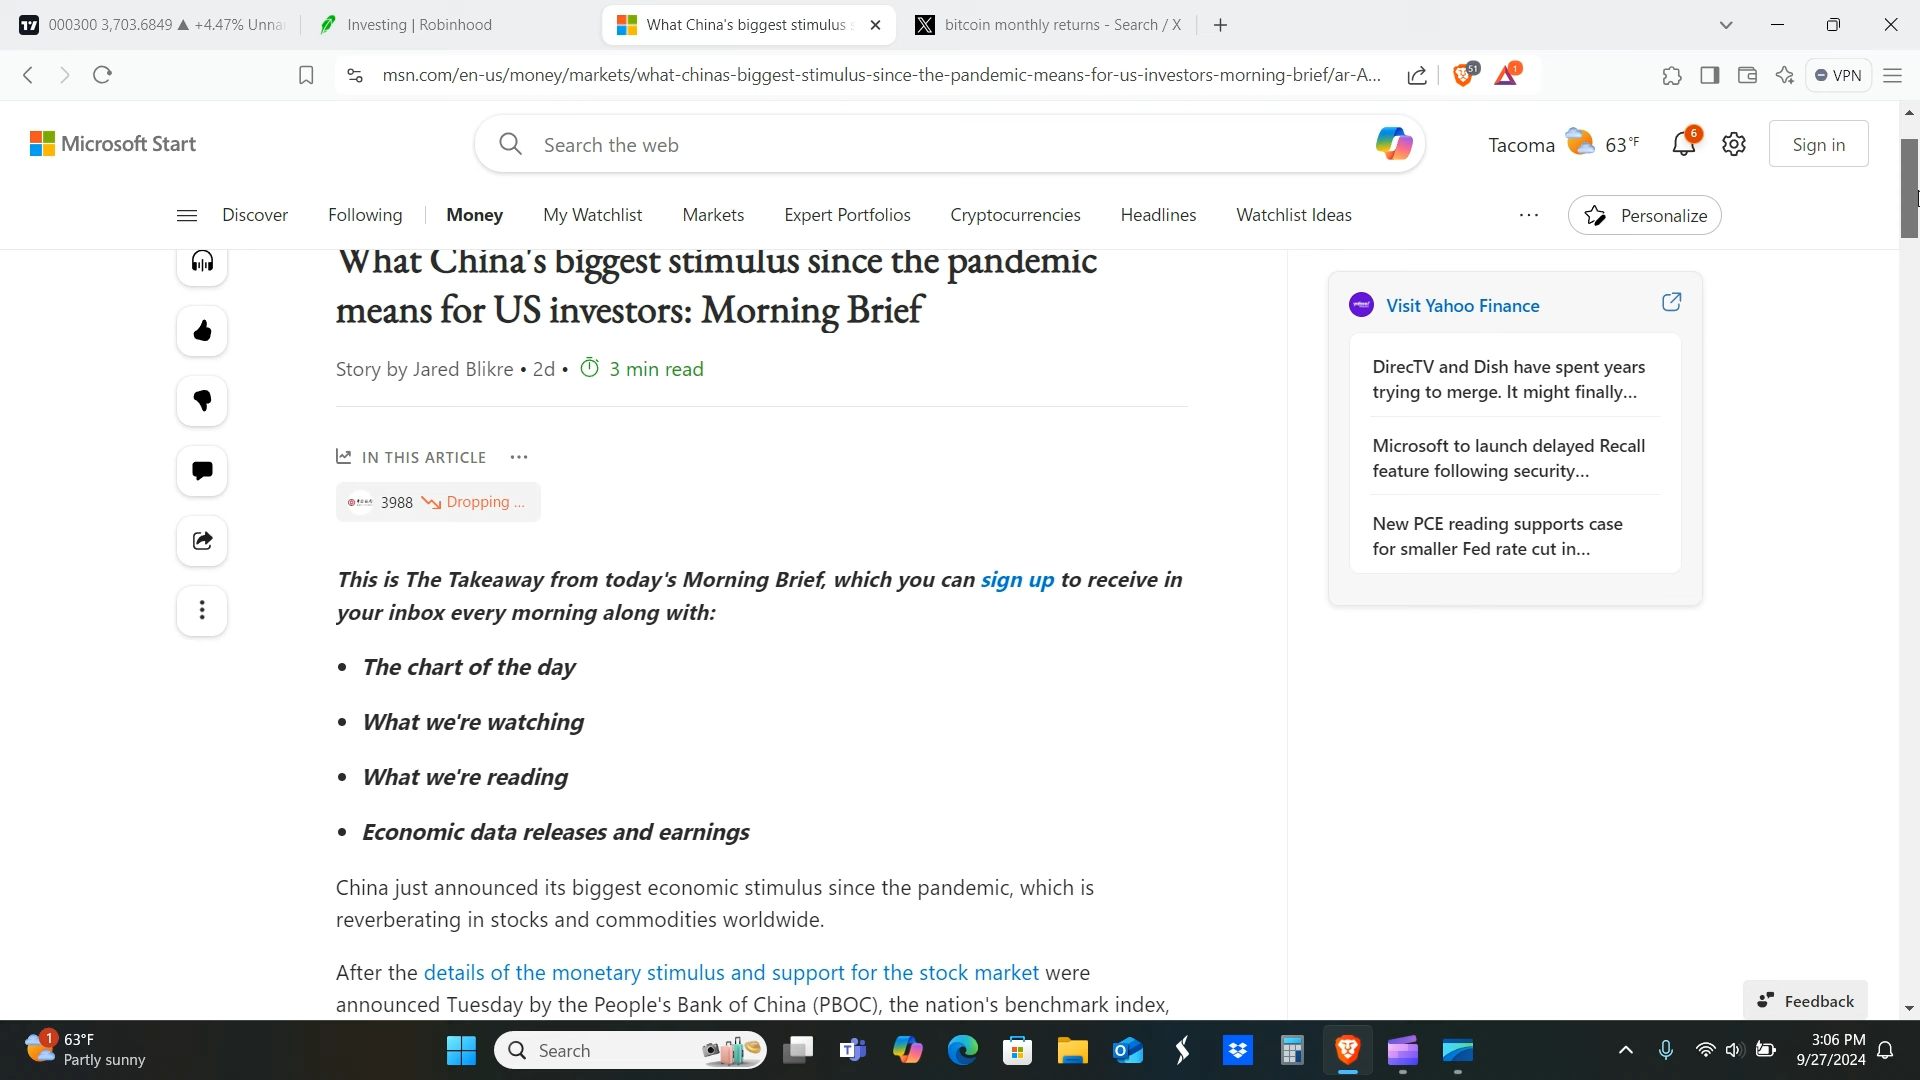 000300 3,703.6849 ▲ +4.47% Unna
Investing | Robinhood
What China's biggest stimulus s
bitcoin monthly returns - Search / X
msn.com/en-us/money/markets/what-chinas-biggest-stimulus-since-the-pandemic-means-for-us-investors-morning-brief/ar-A...
51
1
VPN
Microsoft Start
Search the web
Tacoma
63°F
6
Sign in
Discover
Following
Money
My Watchlist
Markets
Expert Portfolios
Cryptocurrencies
Headlines
Watchlist Ideas
...
Personalize
What China's biggest stimulus since the pandemic
means for US investors: Morning Brief
Story by Jared Blikre • 2d •
3 min read
IN THIS ARTICLE ...
3988 Dropping ...
This is The Takeaway from today's Morning Brief, which you can sign up to receive in
your inbox every morning along with:
• The chart of the day
• What we're watching
• What we're reading
• Economic data releases and earnings
China just announced its biggest economic stimulus since the pandemic, which is
reverberating in stocks and commodities worldwide.
After the details of the monetary stimulus and support for the stock market were
announced Tuesday by the People's Bank of China (PBOC), the nation's benchmark index,
Visit Yahoo Finance
DirecTV and Dish have spent years
trying to merge. It might finally...
Microsoft to launch delayed Recall
feature following security...
New PCE reading supports case
for smaller Fed rate cut in...
Feedback
1
63°F
Partly sunny
Search
3:06 PM
9/27/2024